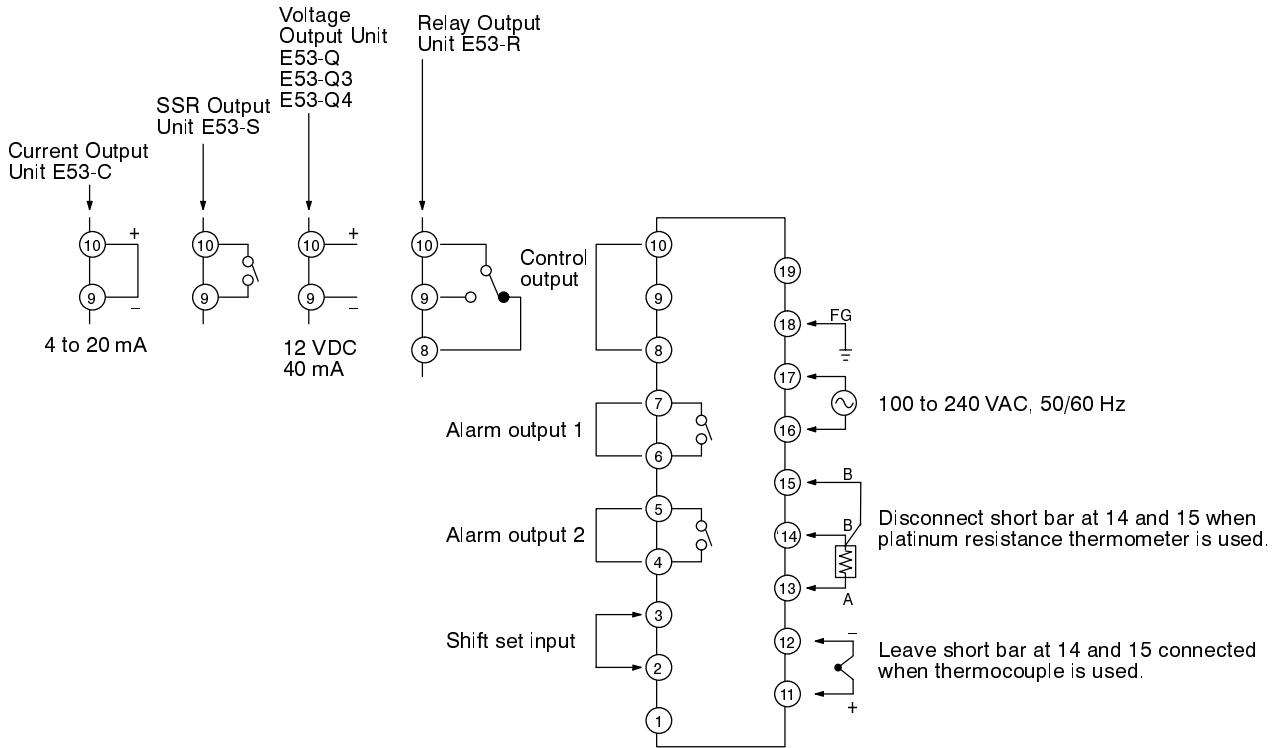 Voltage
Output Unit
E53-Q
E53-Q3
E53-Q4
Relay Output
Unit E53-R
SSR Output
Unit E53-S
Current Output
Unit E53-C
10
+
9
–
4 to 20 mA
10
9
10
+
9
–
12 VDC
40 mA
10
9
8
Control
output
10
9
8
7
6
5
4
3
2
1
Alarm output 1
Alarm output 2
Shift set input
19
18
FG
17
16
100 to 240 VAC, 50/60 Hz
15
B
14
B
13
A
Disconnect short bar at 14 and 15 when
platinum resistance thermometer is used.
12
–
11
+
Leave short bar at 14 and 15 connected
when thermocouple is used.